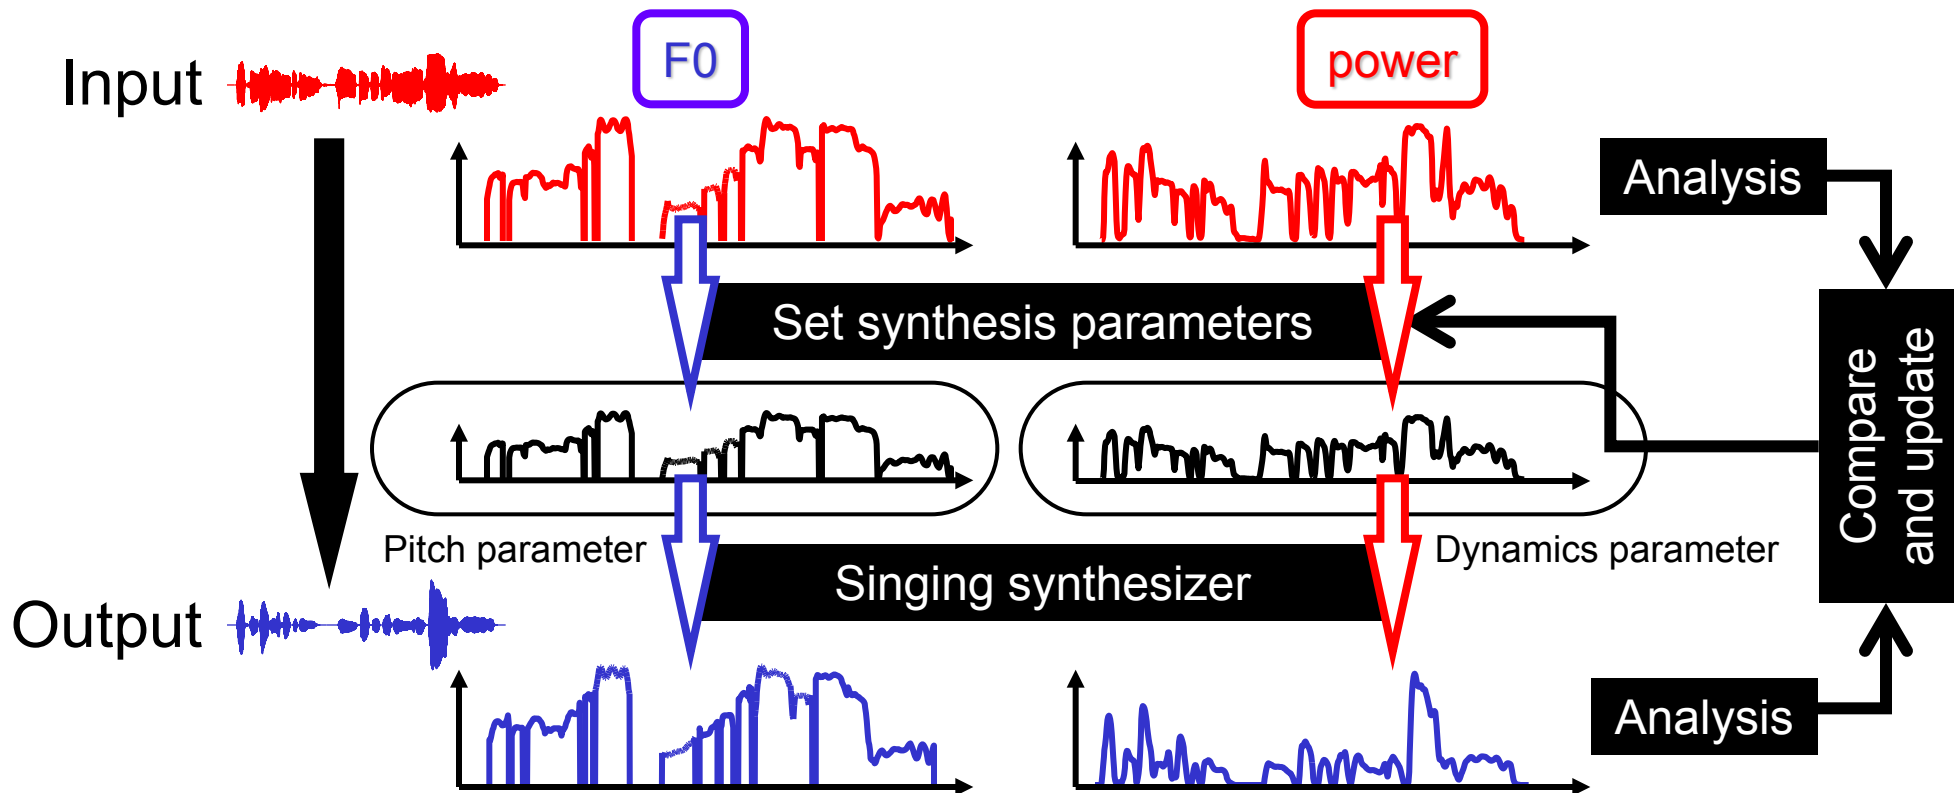 Input
F0
power
Analysis
Set synthesis parameters
Compare
and update
Pitch parameter
Dynamics parameter
Singing synthesizer
Output
Analysis